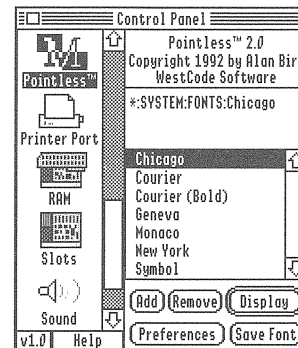 Control Panel
Pointless™
Printer Port
RAM
Slots
Sound
v1.0 Help
Pointless™ 2.0
Copyright 1992 by Alan Bir
WestCode Software
*:SYSTEM:FONTS:Chicago
Chicago
Courier
Courier (Bold)
Geneva
Monaco
New York
Symbol
Add Remove Display
Preferences Save Font